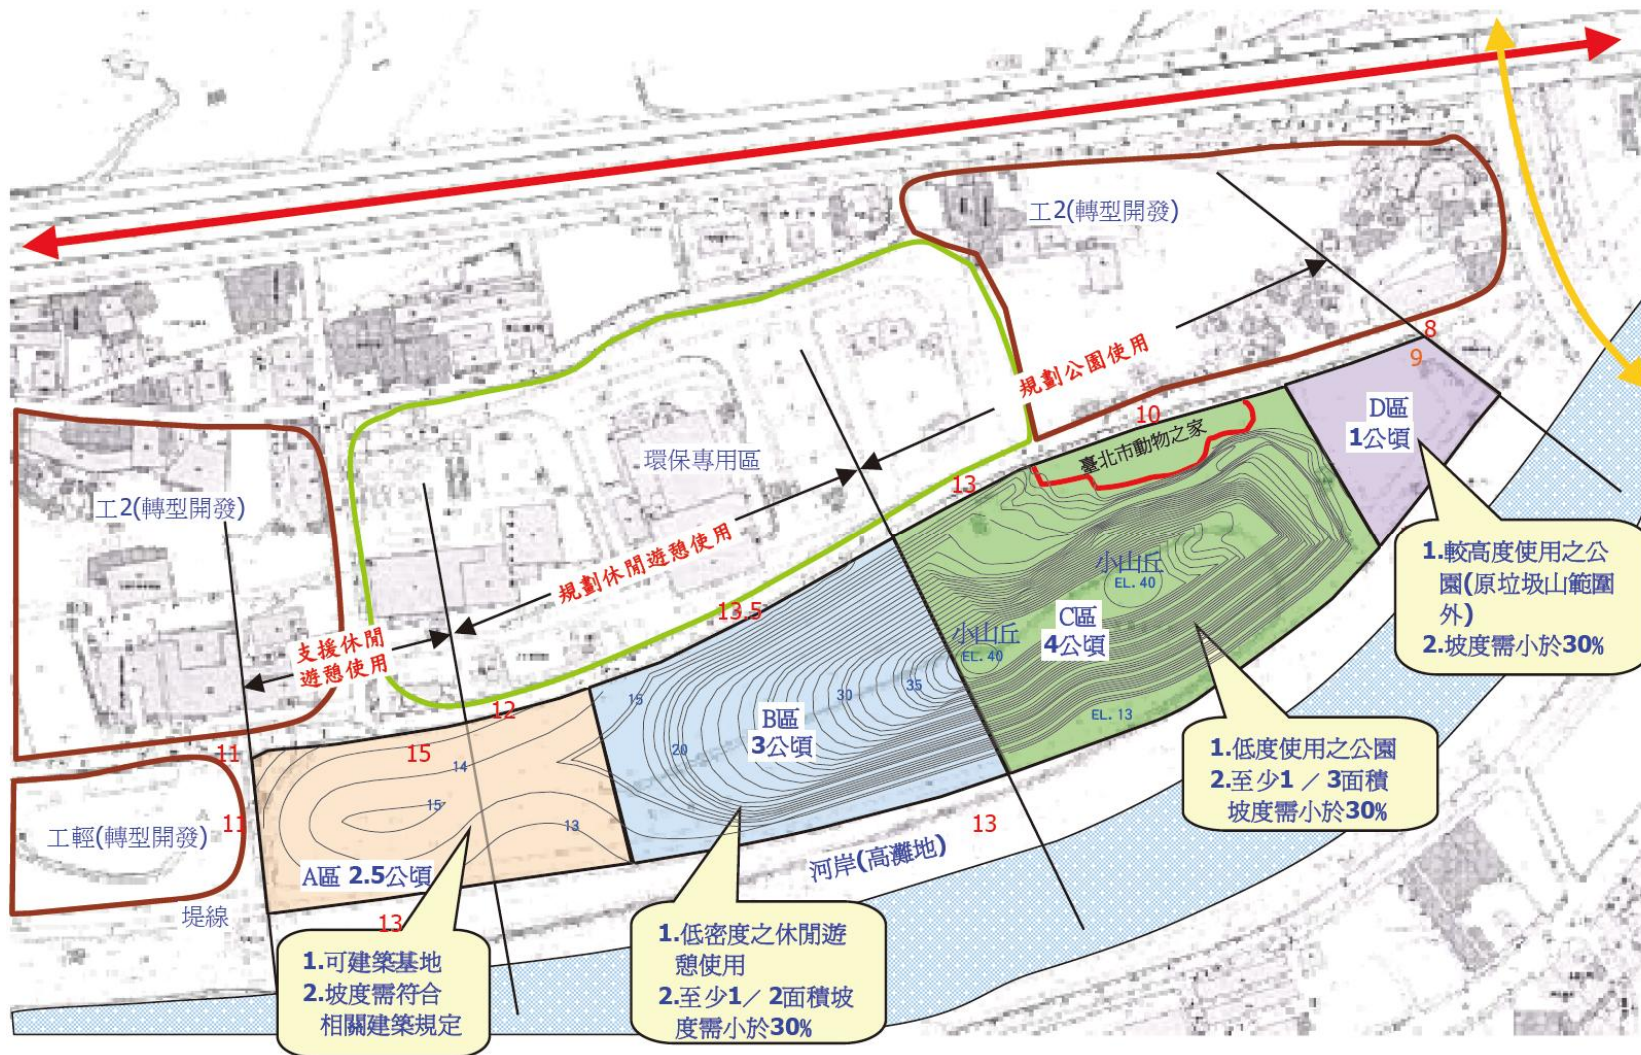 工2(轉型開發)
規劃公園使用
8
9
D區
1公頃
10
臺北市動物之家
環保專用區
13
工2(轉型開發)
規劃休閒遊憩使用
小山丘
EL. 40
小山丘
EL. 40
C區
4公頃
1.較高度使用之公
園(原垃圾山範圍
外)
2.坡度需小於30%
13.5
支援休閒
遊憩使用
15
30
35
12
B區
3公頃
20
EL. 13
1.低度使用之公園
2.至少1／3面積
坡度需小於30%
11
15
14
15
13
11
工輕(轉型開發)
13
河岸(高灘地)
A區 2.5公頃
堤線
13
1.可建築基地
2.坡度需符合
相關建築規定
1.低密度之休閒遊
憩使用
2.至少1／2面積坡
度需小於30%